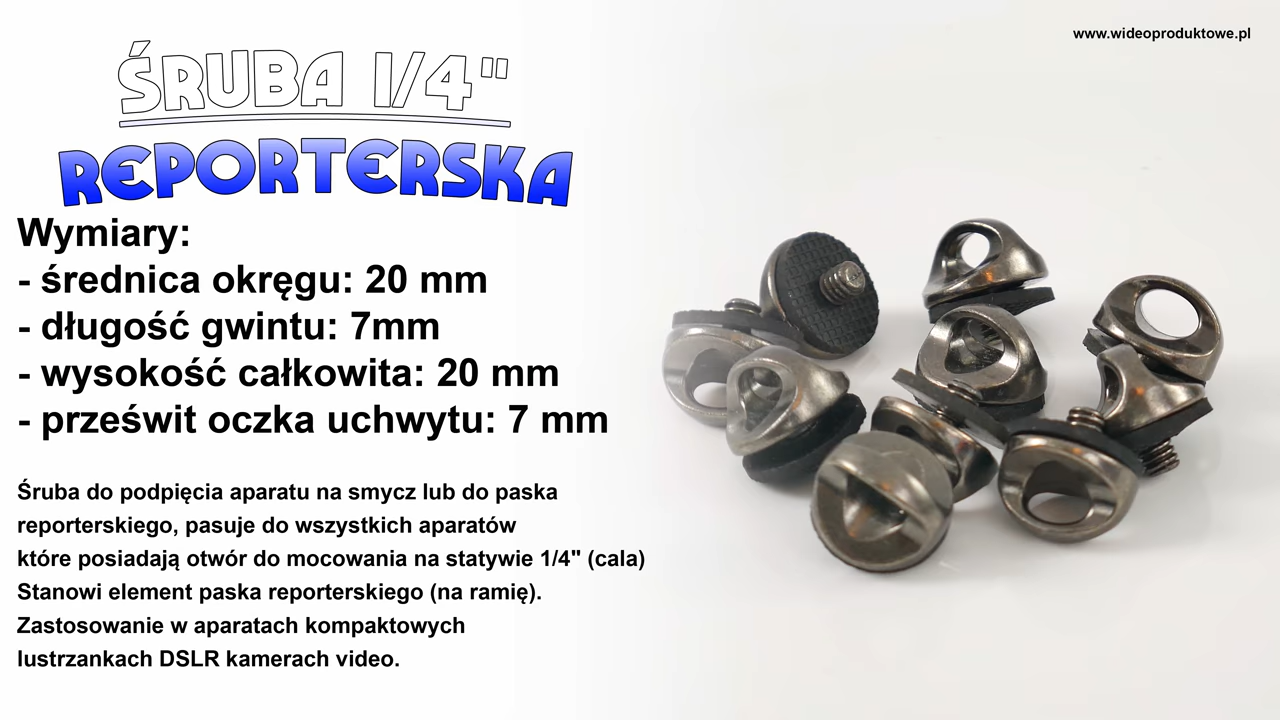 www.wideoproduktowe.pl
ŚRUBA 1/4"
REPORTERSKA
Wymiary:
- średnica okręgu: 20 mm
- długość gwintu: 7mm
- wysokość całkowita: 20 mm
- prześwit oczka uchwytu: 7 mm
Śruba do podpięcia aparatu na smycz lub do paska
reporterskiego, pasuje do wszystkich aparatów
które posiadają otwór do mocowania na statywie 1/4" (cala)
Stanowi element paska reporterskiego (na ramię).
Zastosowanie w aparatach kompaktowych
lustrzankach DSLR kamerach video.